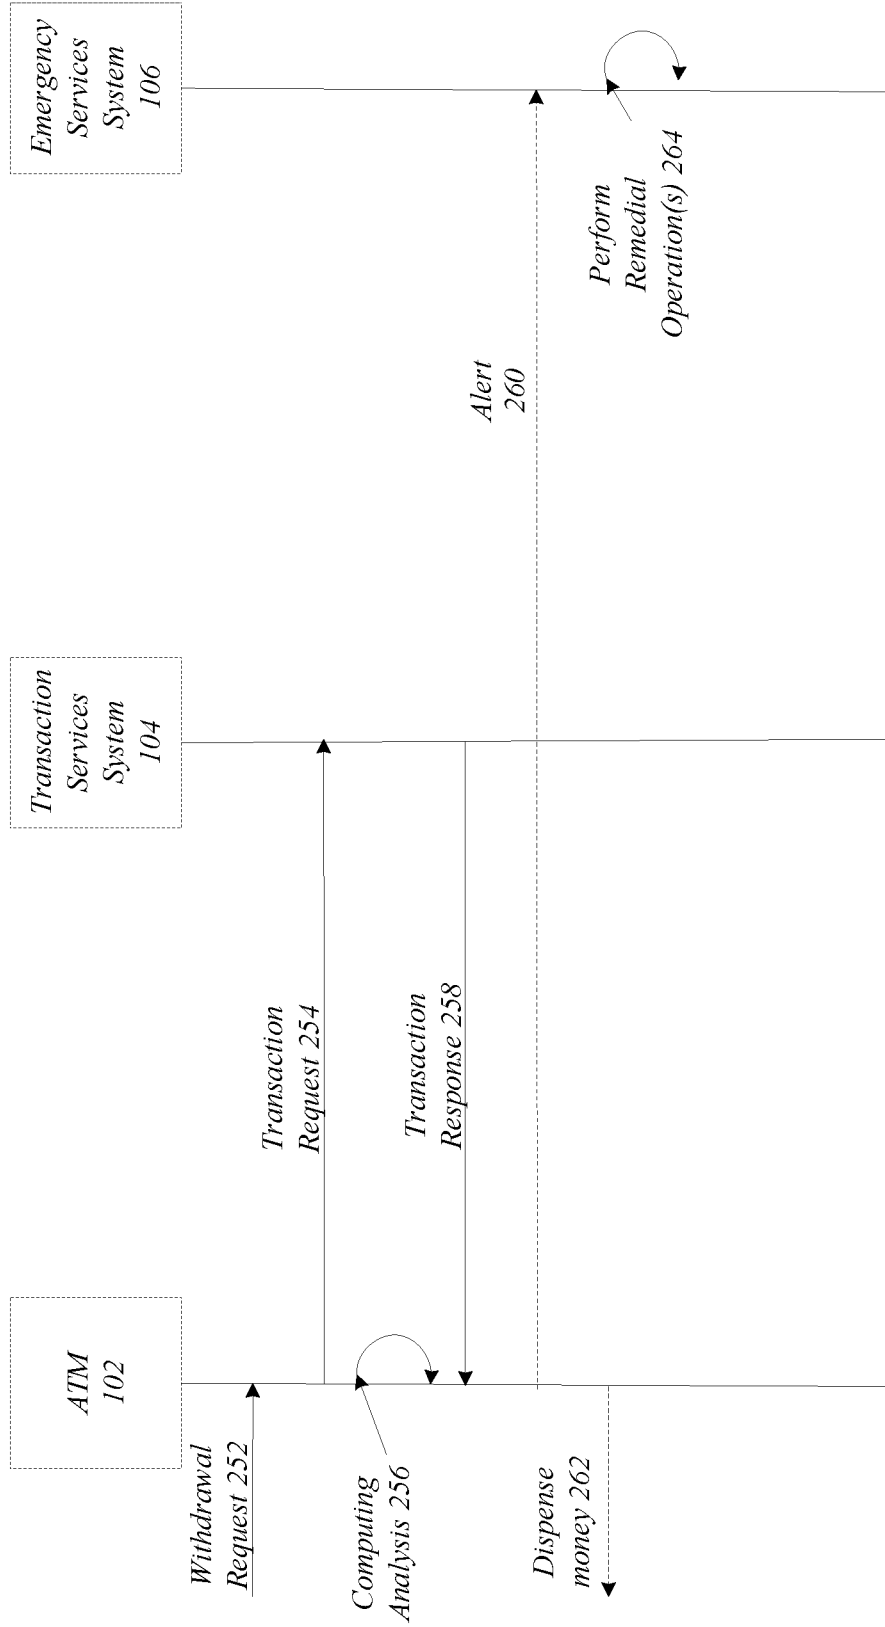 ATM
102
Transaction
Services
System
104
Emergency
Services
System
106
Withdrawal
Request 252
Transaction
Request 254
Computing
Analysis 256
Transaction
Response 258
Alert
260
Dispense
money 262
Perform
Remedial
Operation(s) 264